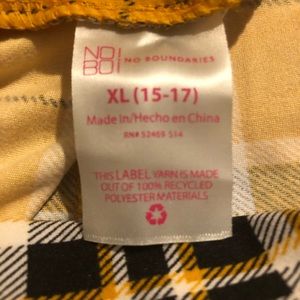 NO
BO!
NO BOUNDARIES
XL (15-17)
Made in/Hecho en China
RN# 52469 514
THIS LABEL YARN IS MADE
OUT OF 100% RECYCLED
POLYESTER MATERIALS